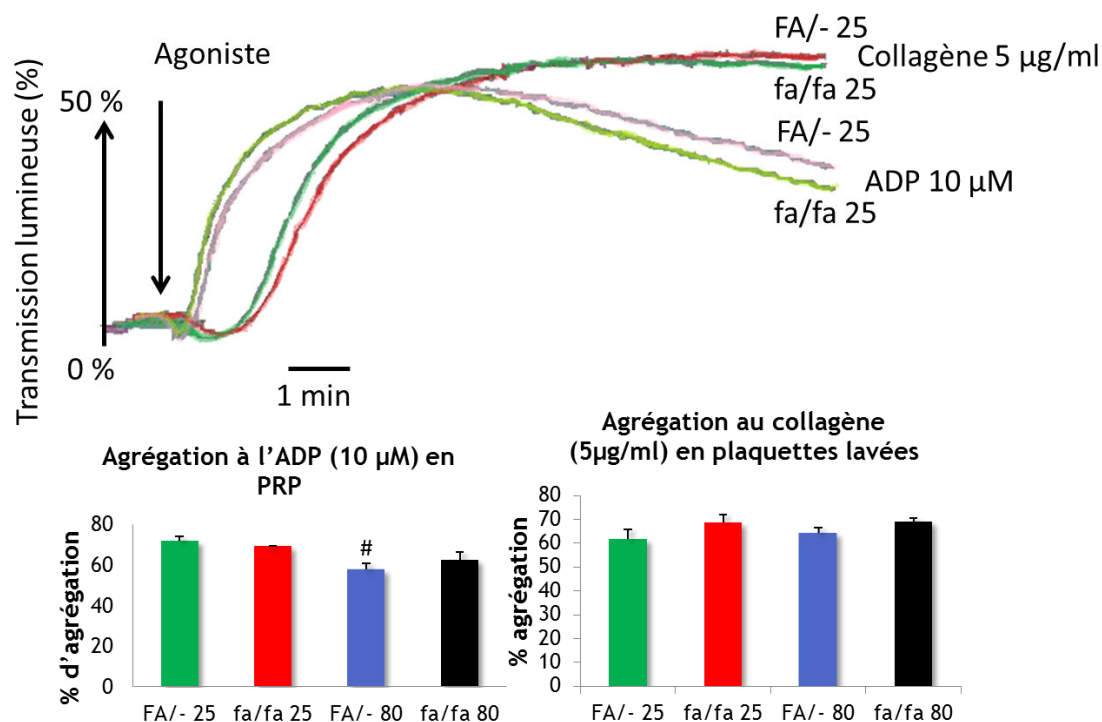 Transmission lumineuse (%)
Agoniste
50 %
0 %
1 min
FA/- 25
Collagène 5 µg/ml
fa/fa 25
FA/- 25
ADP 10 µM
fa/fa 25
Agrégation à l’ADP (10 µM) en
PRP
% d’agrégation
80
60
40
20
0
#
FA/- 25 fa/fa 25 FA/- 80 fa/fa 80
Agrégation au collagène
(5µg/ml) en plaquettes lavées
% agrégation
80
70
60
50
40
30
20
10
0
FA/- 25 fa/fa 25 FA/- 80 fa/fa 80